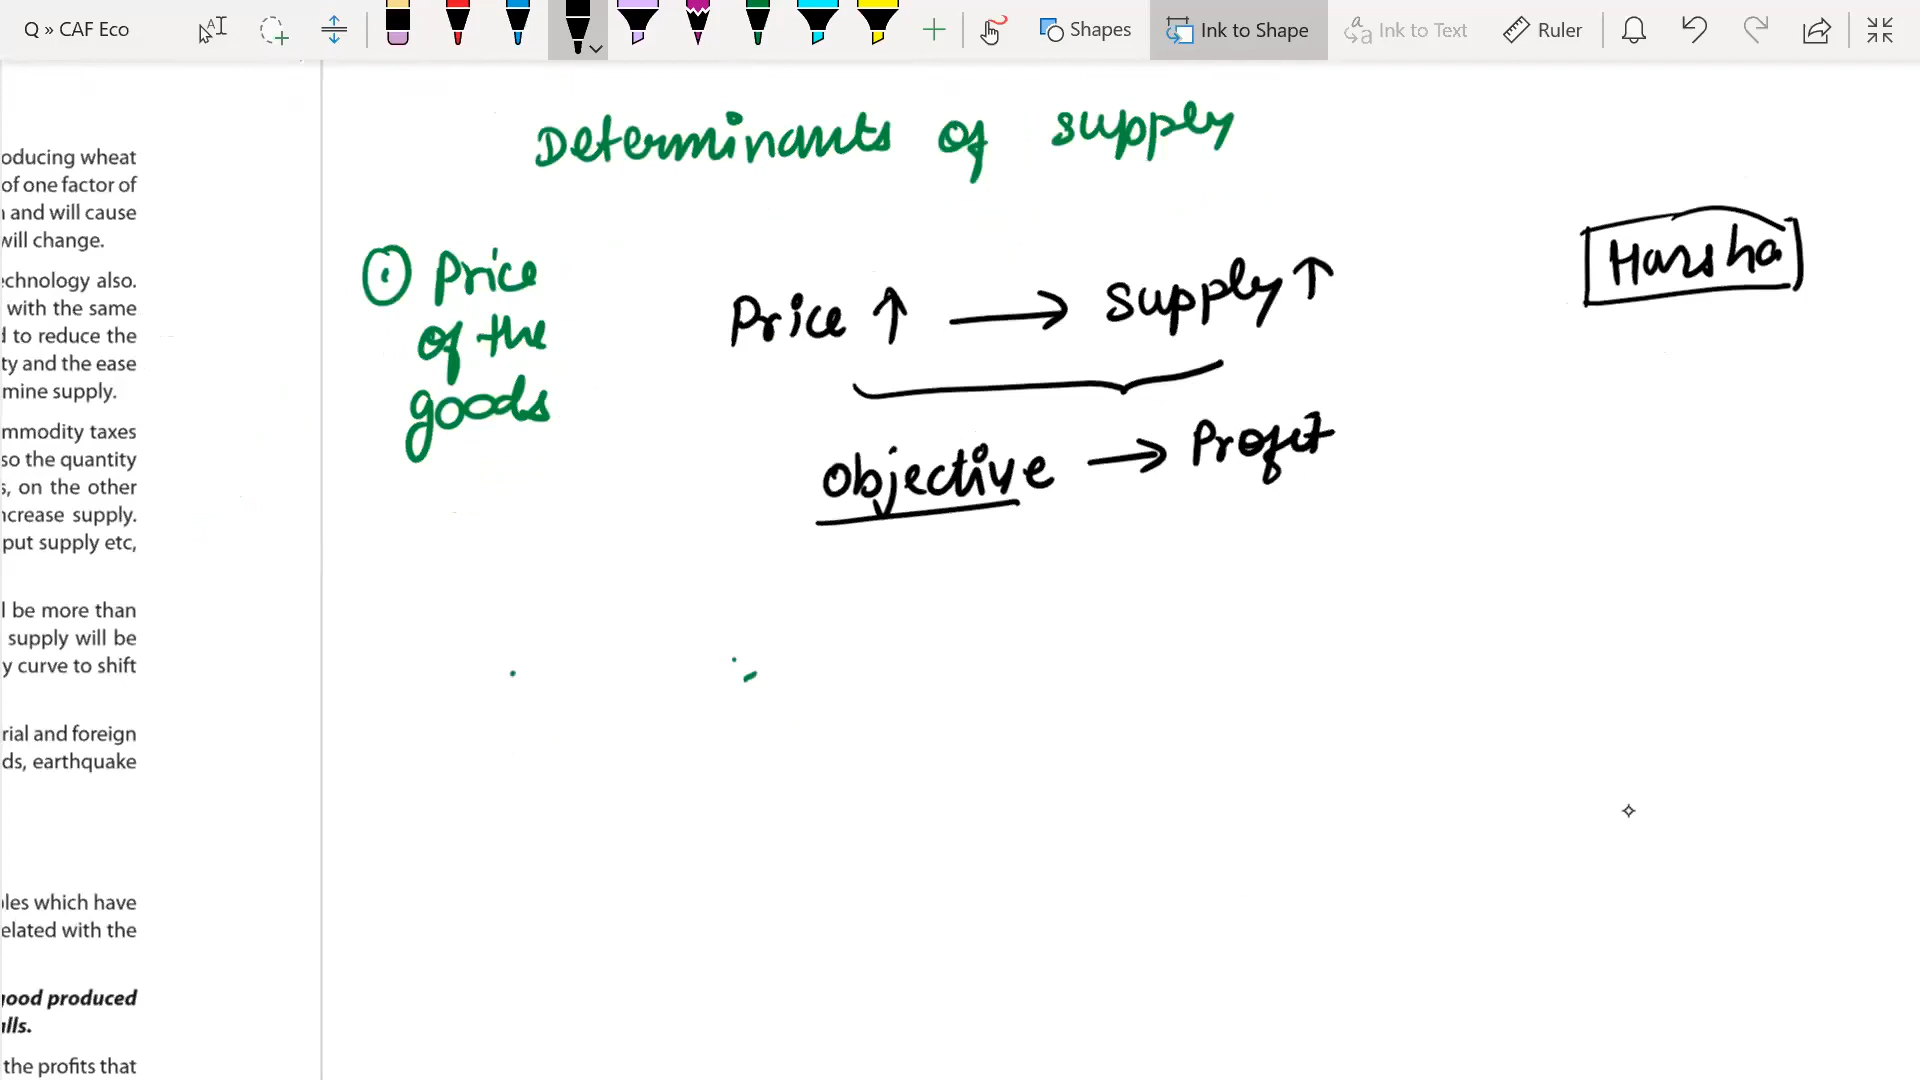 Q » CAF Eco
Shapes
Ink to Shape
Ink to Text
Ruler
Determinants of supply
① Price of the goods
Price ↑ → Supply ↑
Objective → Profit
Harsha
oducing wheat
of one factor of
and will cause
will change.
echnology also.
with the same
to reduce the
ty and the ease
mine supply.
mmodity taxes
so the quantity
s, on the other
ncrease supply.
put supply etc,
l be more than
supply will be
y curve to shift
rial and foreign
ds, earthquake
les which have
elated with the
good produced
alls.
the profits that